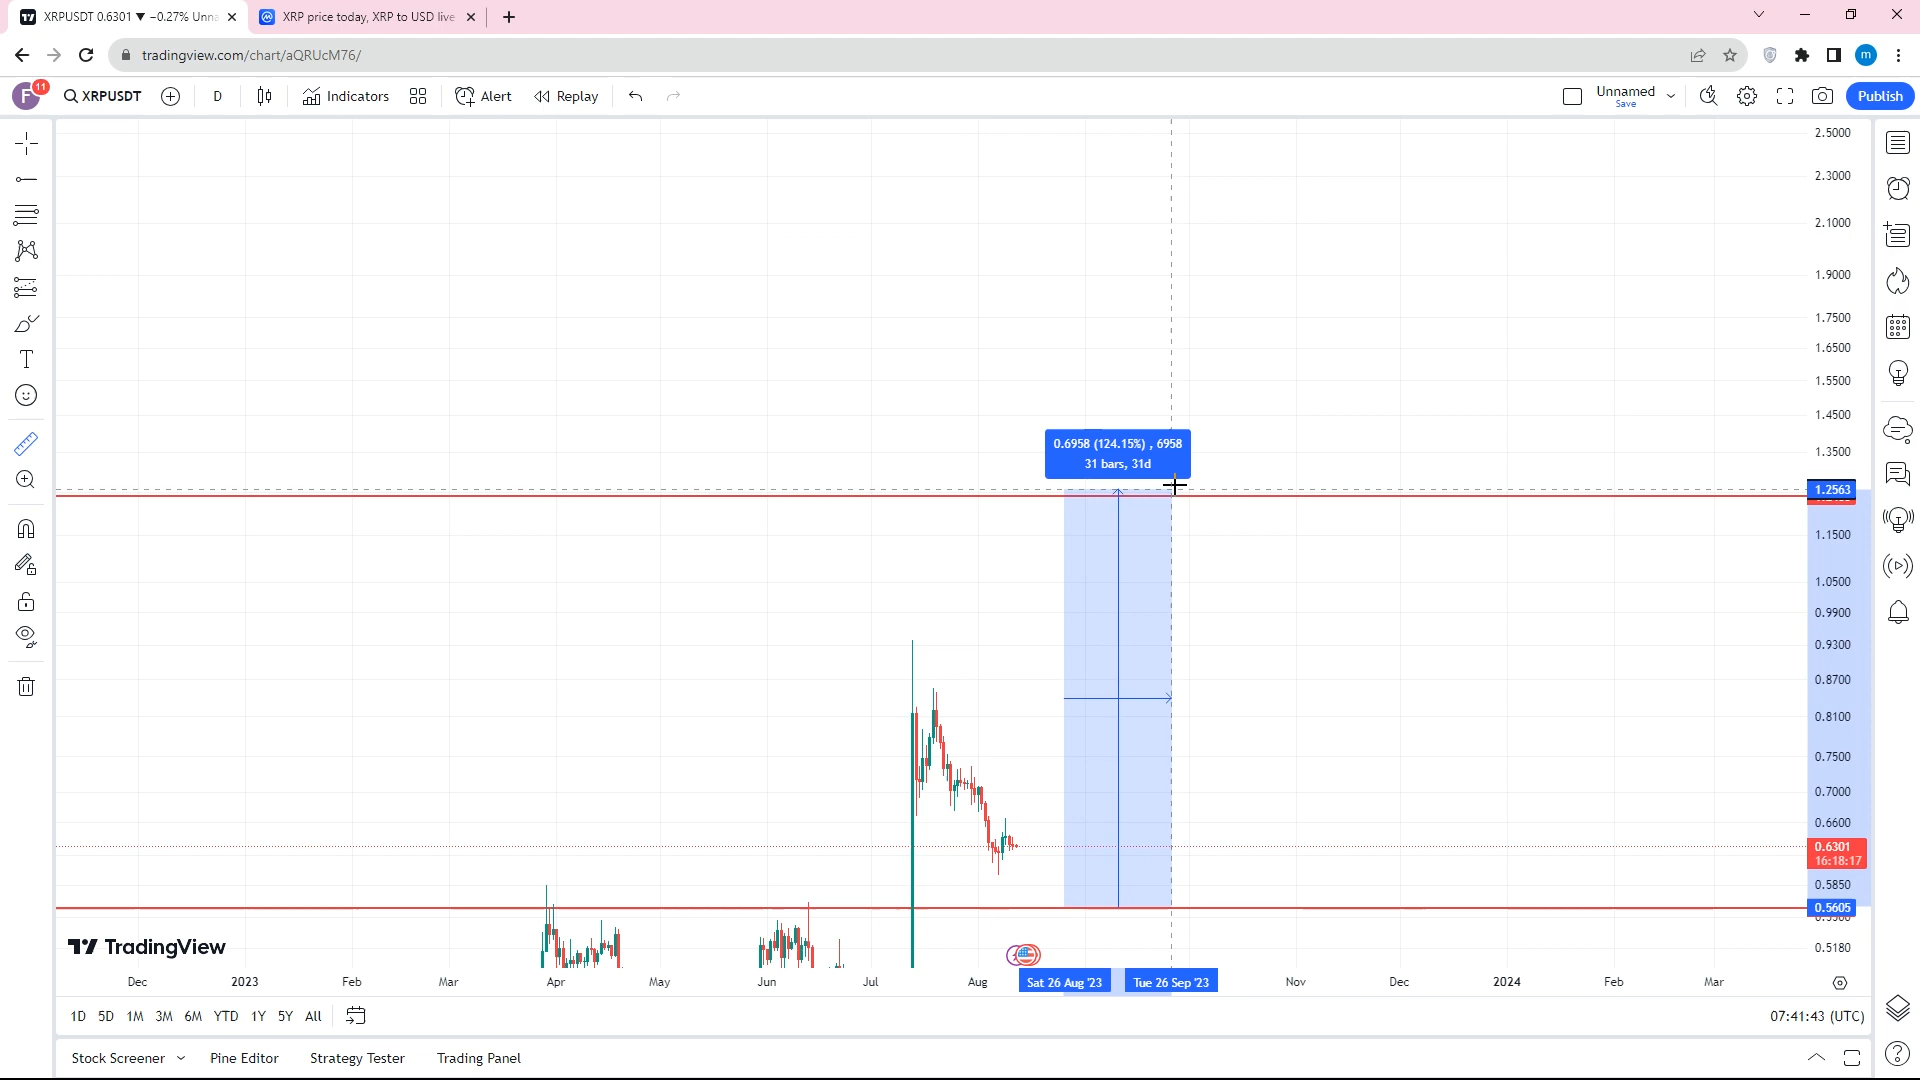 XRPUSDT 0.6301 ▼ −0.27% Unna
XRP price today, XRP to USD live
tradingview.com/chart/aQRUcM76/
m
F
11
XRPUSDT
D
Indicators
Alert
Replay
Unnamed
Save
Publish
2.5000
2.3000
2.1000
1.9000
1.7500
1.6500
1.5500
1.4500
1.3500
0.6958 (124.15%) , 6958
31 bars, 31d
1.2563
1.1500
1.0500
0.9900
0.9300
0.8700
0.8100
0.7500
0.7000
0.6600
0.6301
16:18:17
0.5850
0.5605
0.5180
TradingView
Dec
2023
Feb
Mar
Apr
May
Jun
Jul
Aug
Sat 26 Aug '23
Tue 26 Sep '23
Nov
Dec
2024
Feb
Mar
1D
5D
1M
3M
6M
YTD
1Y
5Y
All
07:41:43 (UTC)
Stock Screener
Pine Editor
Strategy Tester
Trading Panel